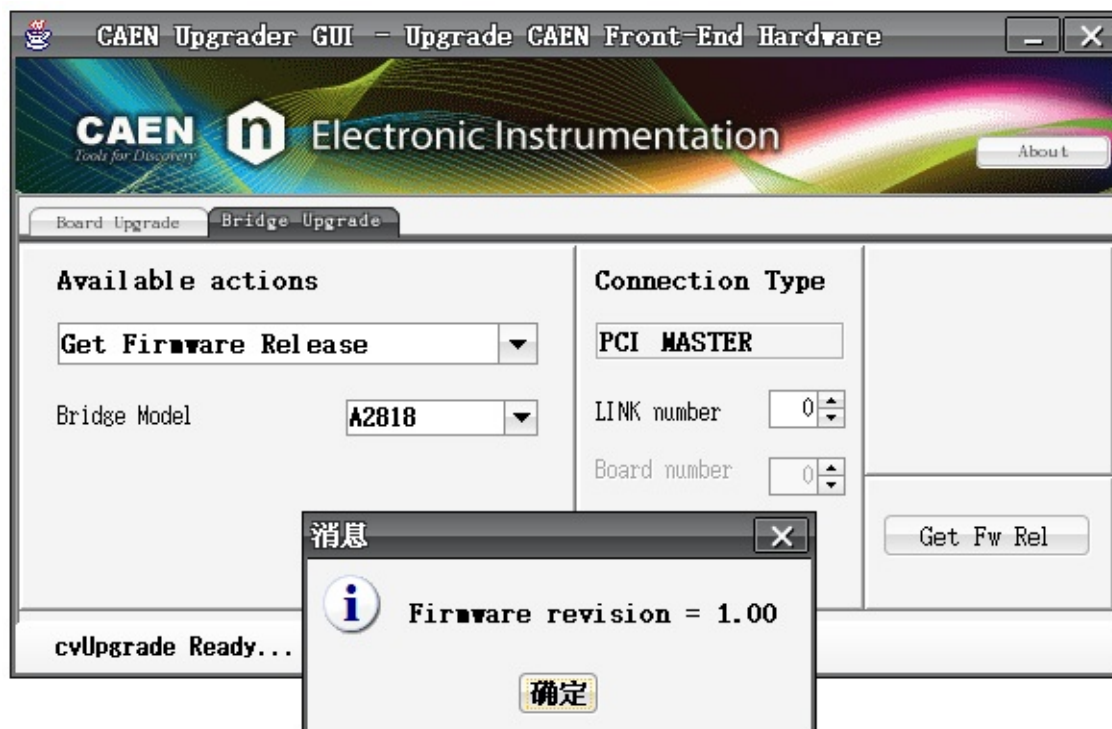 CAEN Upgrader GUI - Upgrade CAEN Front-End Hardware
CAEN n Electronic Instrumentation
Tools for Discovery
About
Board Upgrade Bridge Upgrade
Available actions
Connection Type
Get Firmware Release
PCI MASTER
Bridge Model A2818
LINK number 0
Board number 0
Get Fw Rel
消息
Firmware revision = 1.00
cvUpgrade Ready...
确定